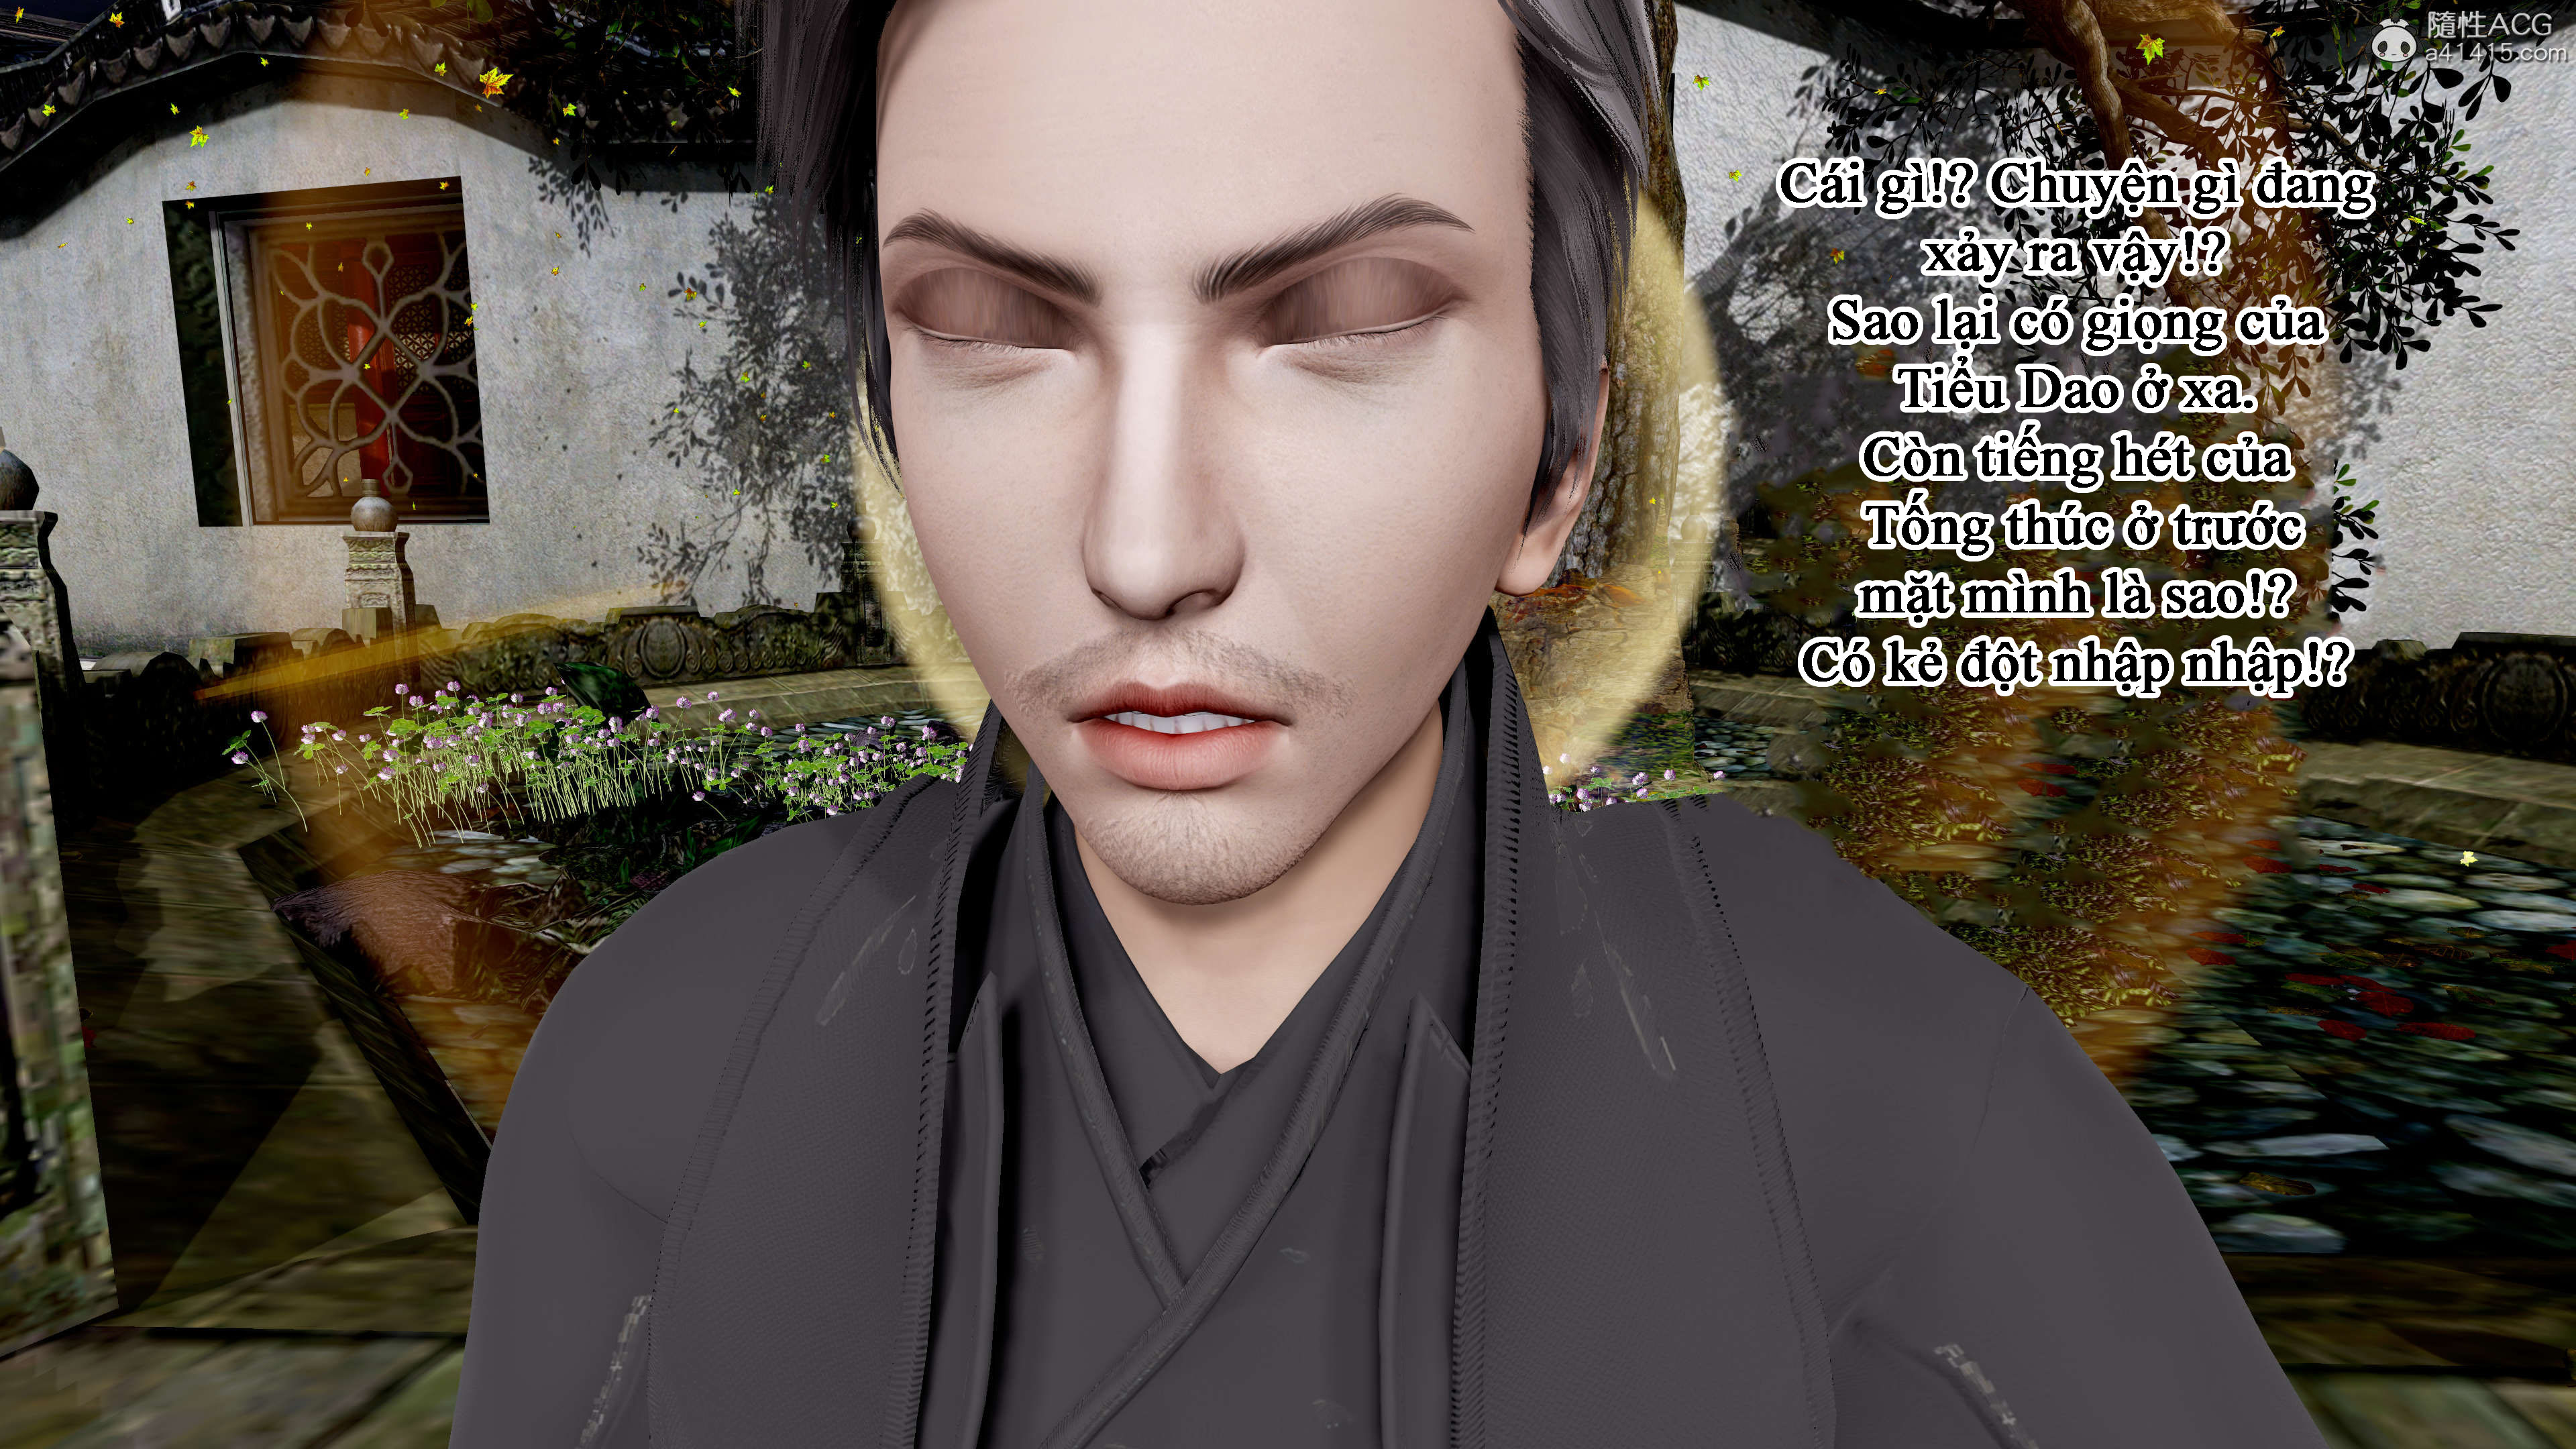 隨性ACG
a41415.com
Cái gì!? Chuyện gì đang
xảy ra vậy!?
Sao lại có giọng của
Tiểu Dao ở xa.
Còn tiếng hét của
Tống thúc ở trước
mặt mình là sao!?
Có kẻ đột nhập nhập!?